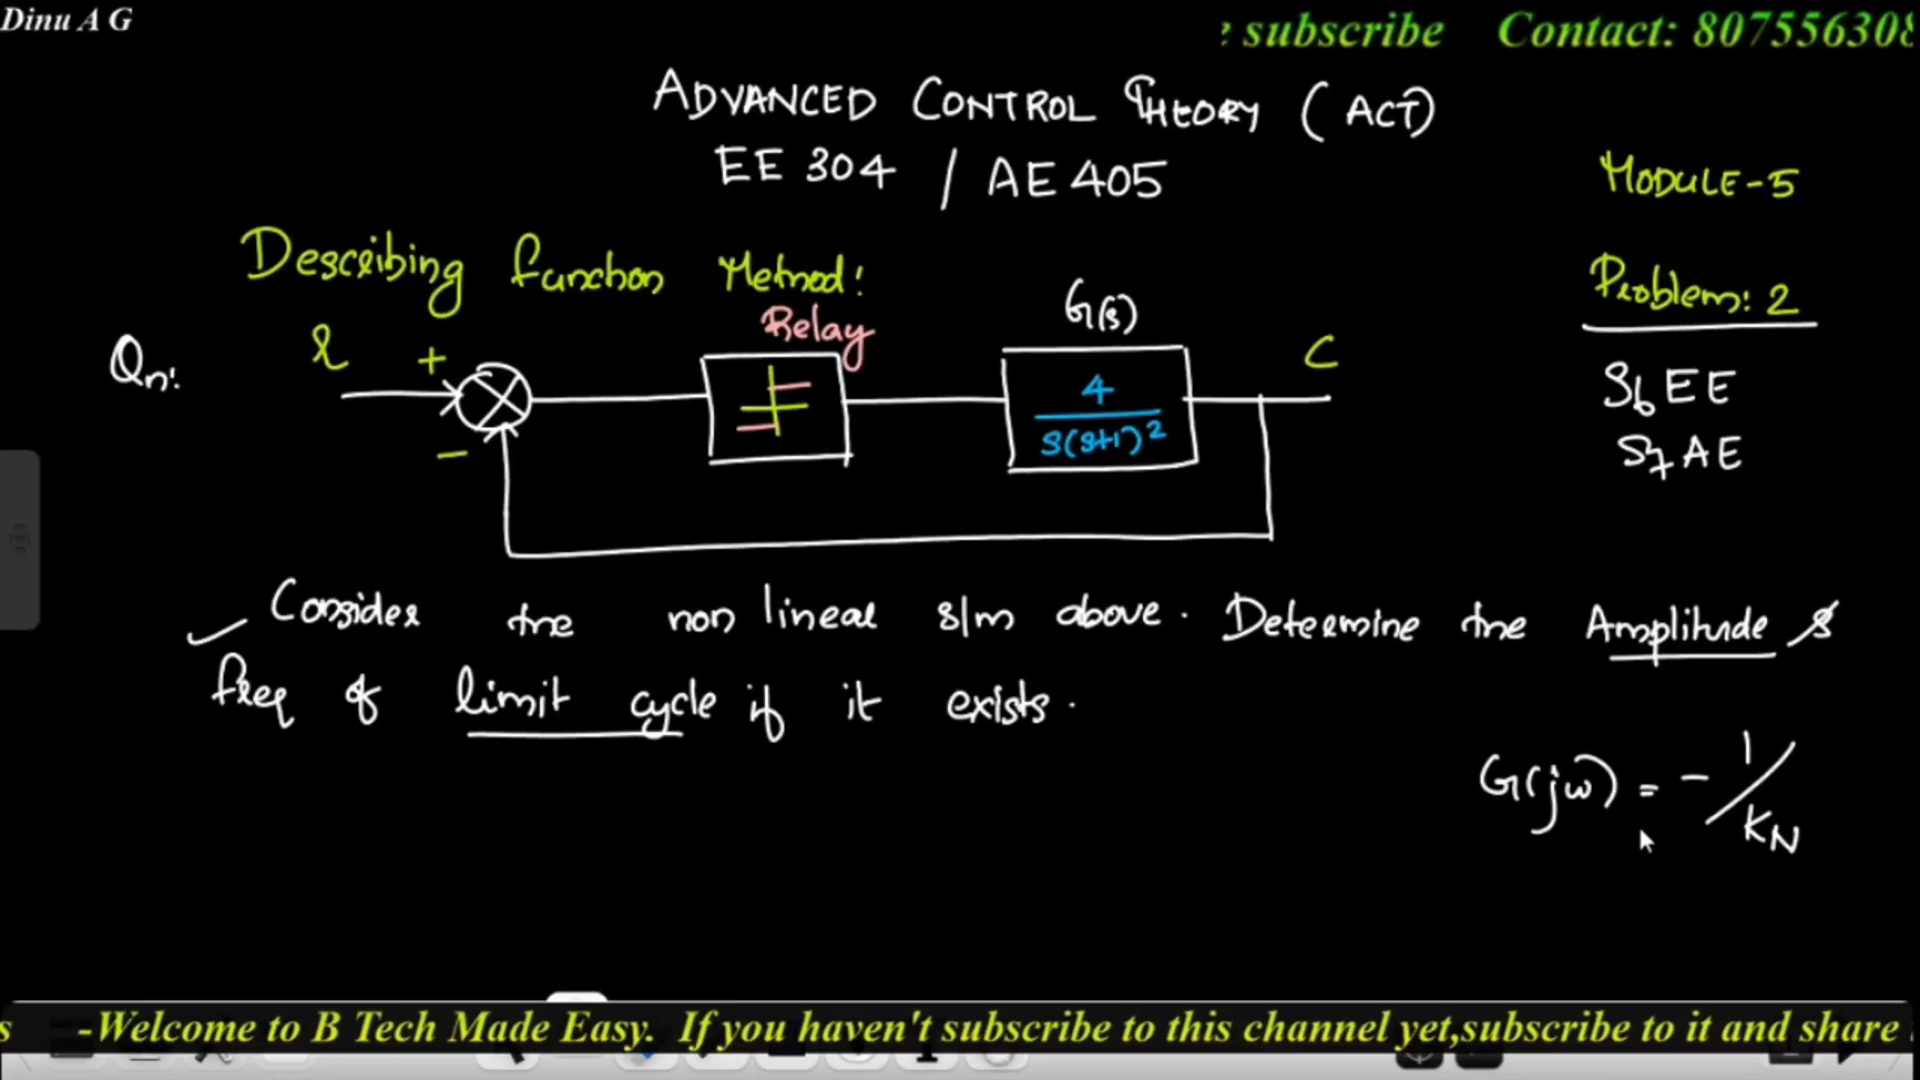 Dinu A G
e subscribe Contact: 807556308
ADVANCED CONTROL THEORY (ACT)
EE 304 / AE 405
MODULE-5
Describing function Method:
Problem: 2
Relay
G(s)
Qn:
r
+
C
S6 EE
4
s(s+1)²
S7 AE
-
Consider the non linear s/m above. Determine the Amplitude &
freq of limit cycle if it exists.
G(jω) = - 1/KN
s -Welcome to B Tech Made Easy. If you haven't subscribe to this channel yet,subscribe to it and share